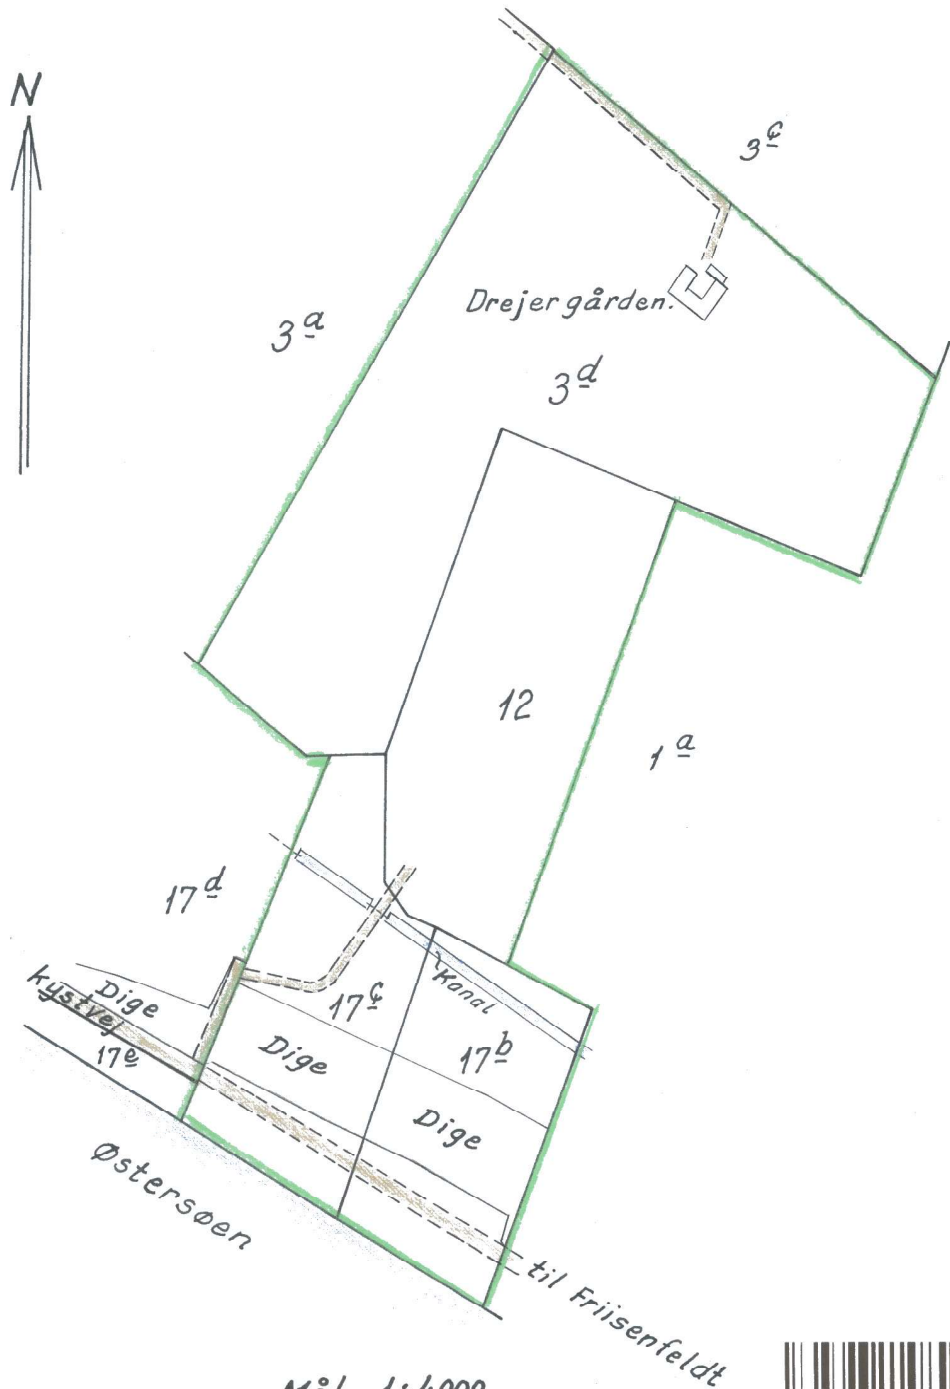 N
3ᶜ
Drejergården.
3ᵃ
3ᵈ
12
1ᵃ
17ᵈ
kystvej
Dige
17ᶜ
Kanal
17ᵇ
17ᵉ
Dige
Dige
Østersøen
til Friisenfeldt